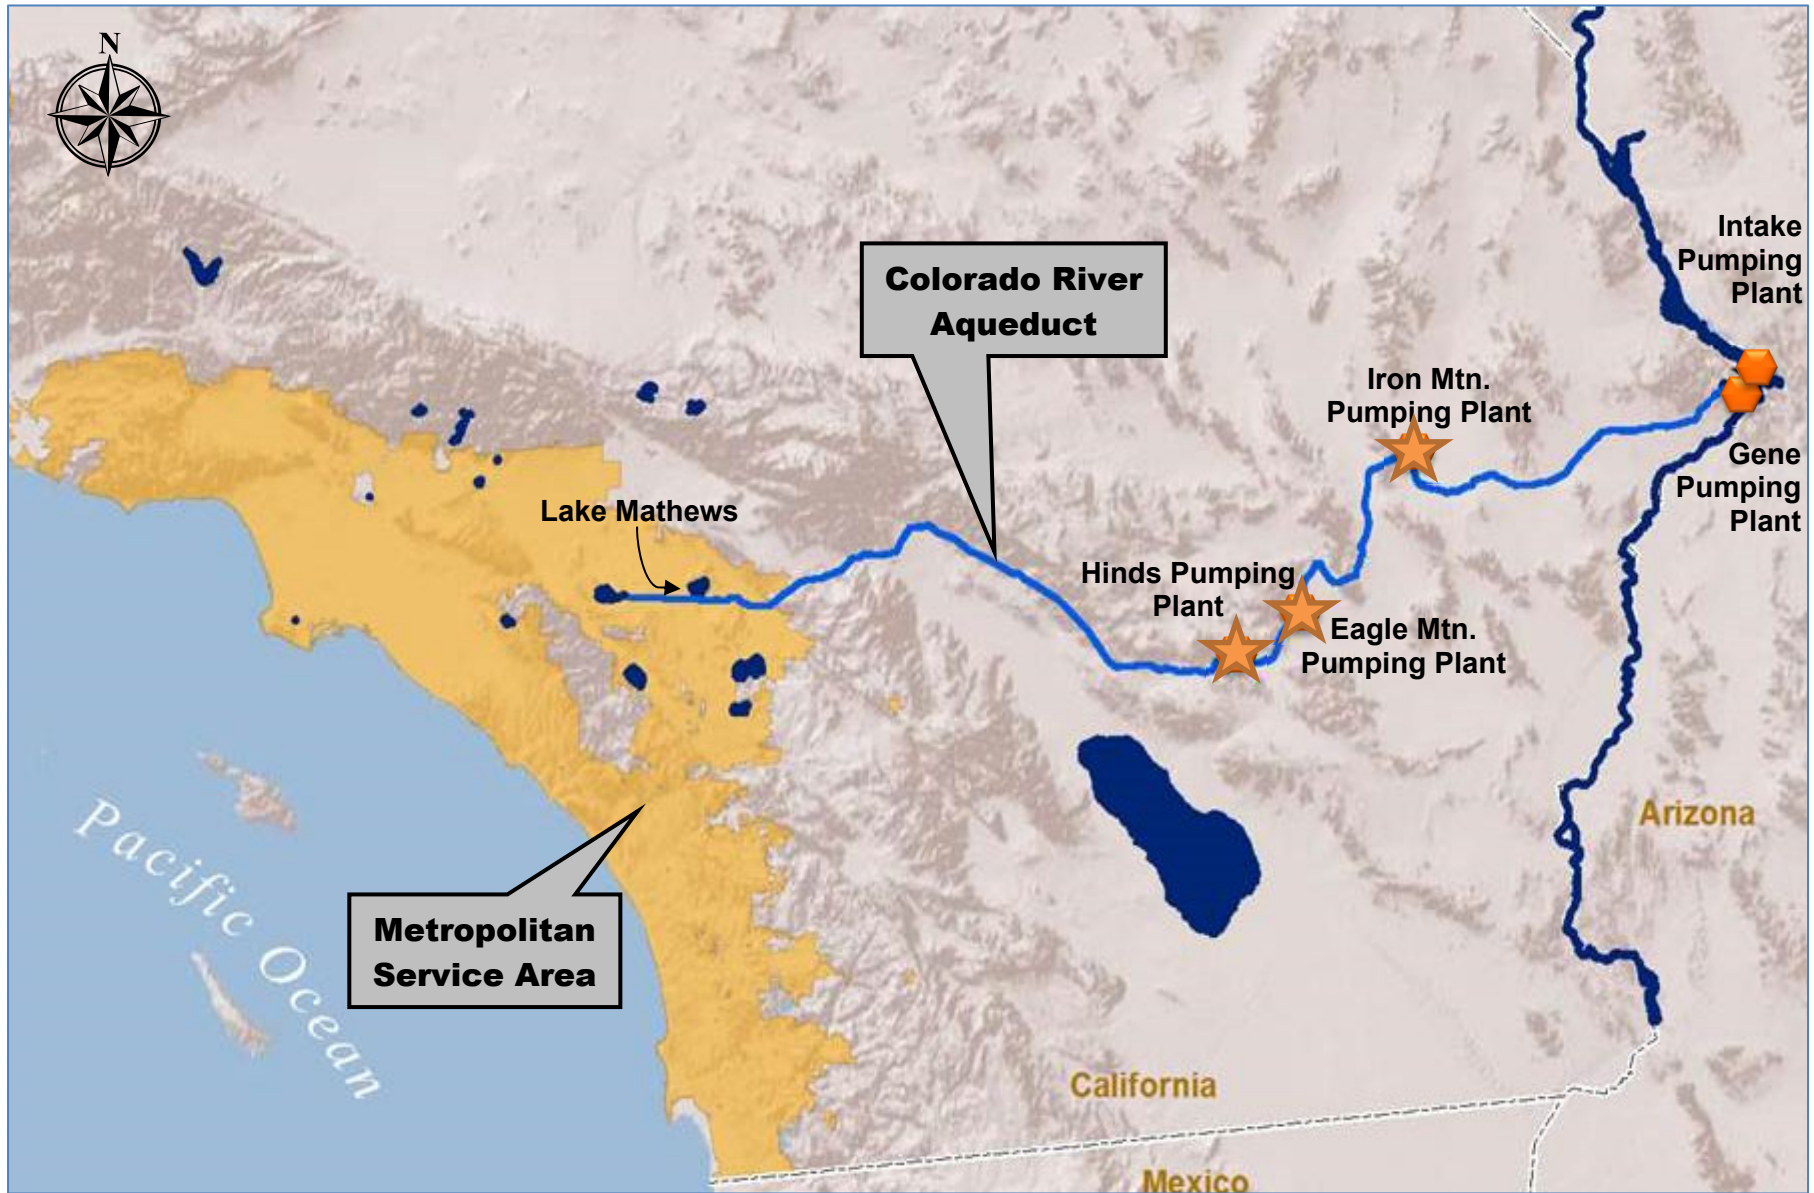 N
Intake
Pumping
Plant
Colorado River
Aqueduct
Iron Mtn.
Pumping Plant
Gene
Pumping
Plant
Lake Mathews
Hinds Pumping
Plant
Eagle Mtn.
Pumping Plant
Arizona
Pacific Ocean
Metropolitan
Service Area
California
Mexico